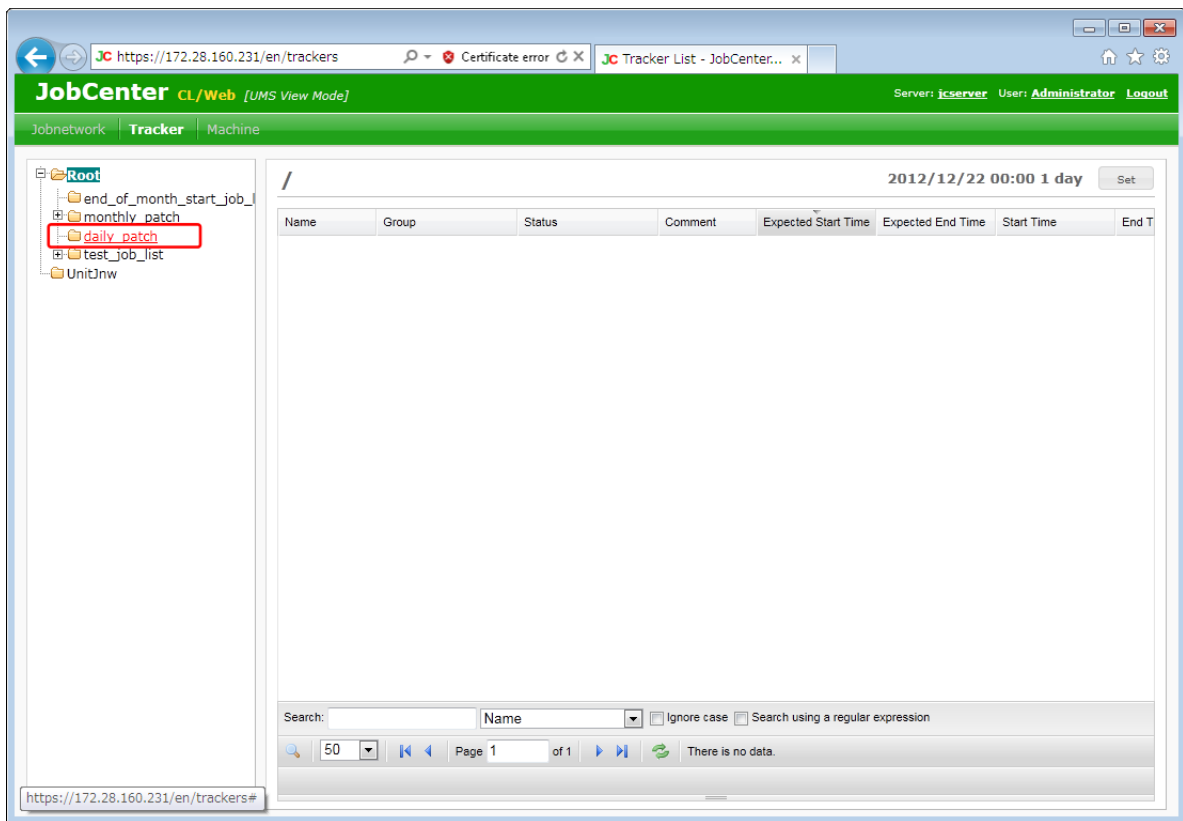 JC https://172.28.160.231/en/trackers Certificate error JC Tracker List - JobCenter...
JobCenter CL/Web [UMS View Mode] Server: jcserver User: Administrator Logout
Jobnetwork Tracker Machine
Root
end_of_month_start_job_l
monthly_patch
daily_patch
test_job_list
UnitJnw
/ 2012/12/22 00:00 1 day Set
Name Group Status Comment Expected Start Time Expected End Time Start Time End T
Search: Name Ignore case Search using a regular expression
50 Page 1 of 1 There is no data.
https://172.28.160.231/en/trackers#